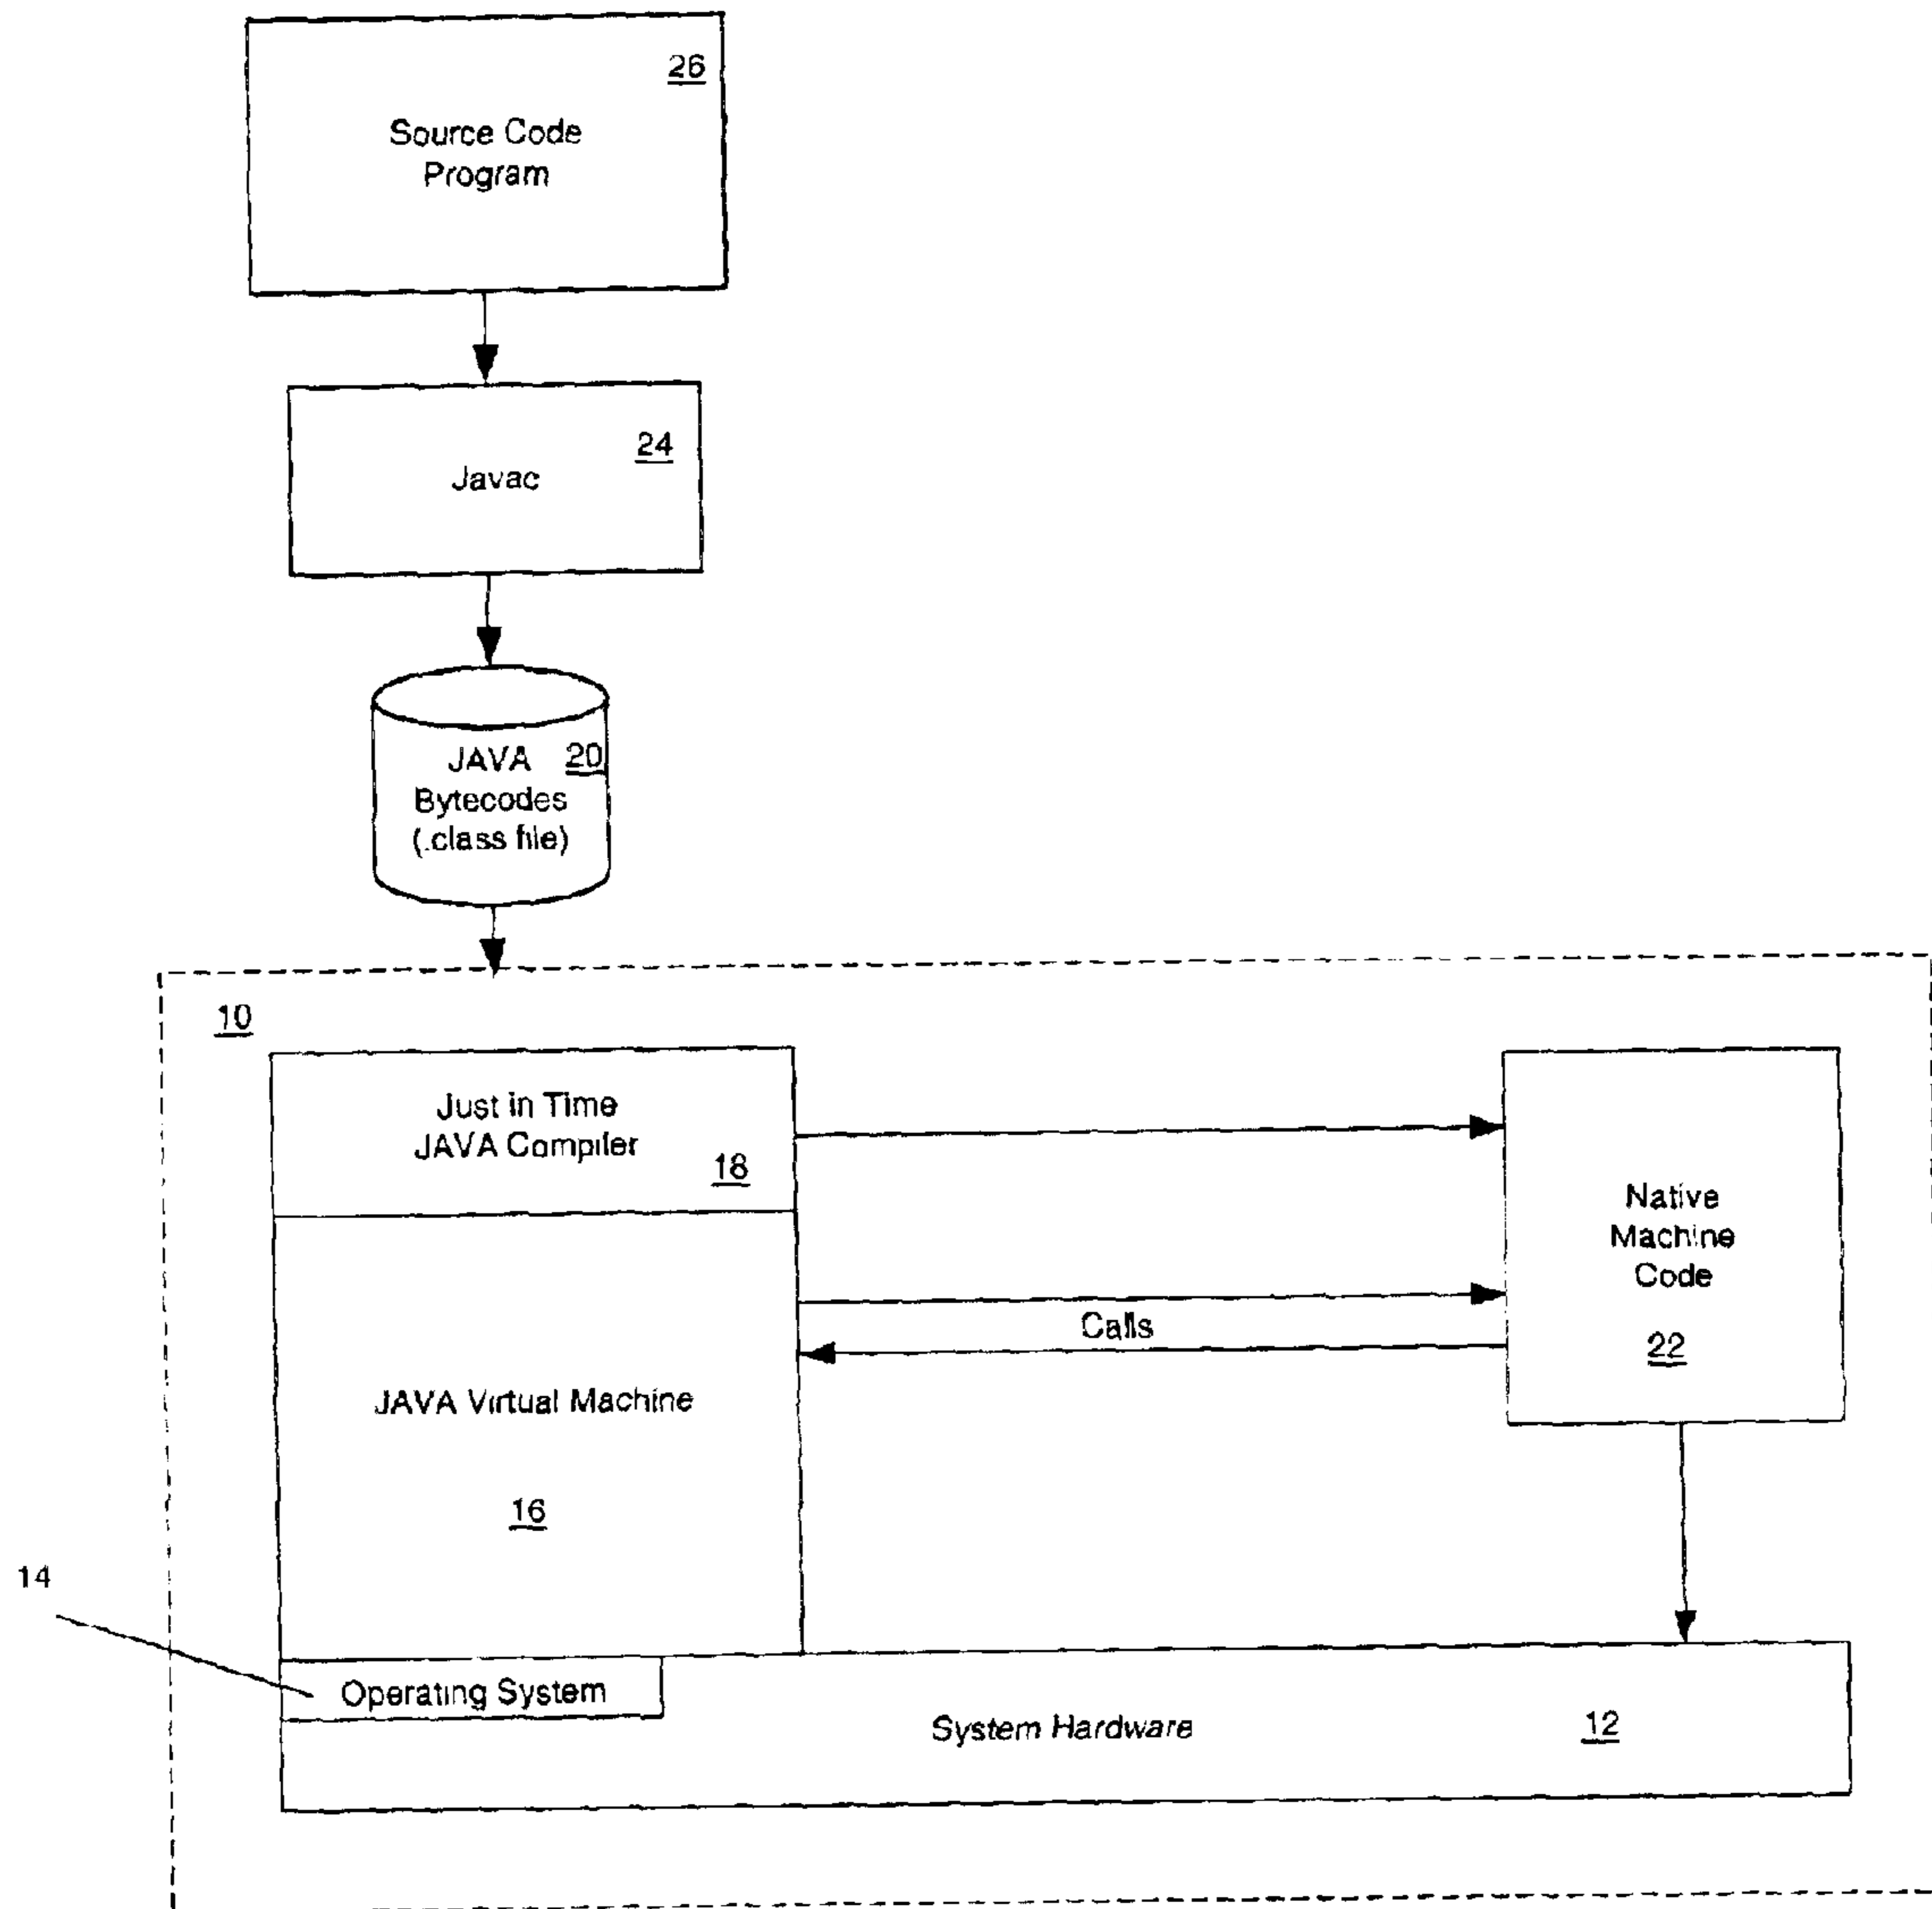 26
Source Code
Program
24
Javac
JAVA 20
Bytecodes
(.class file)
10
Just in Time
JAVA Compiler
18
Native
Machine
Code
22
Calls
JAVA Virtual Machine
16
14
Operating System
System Hardware
12